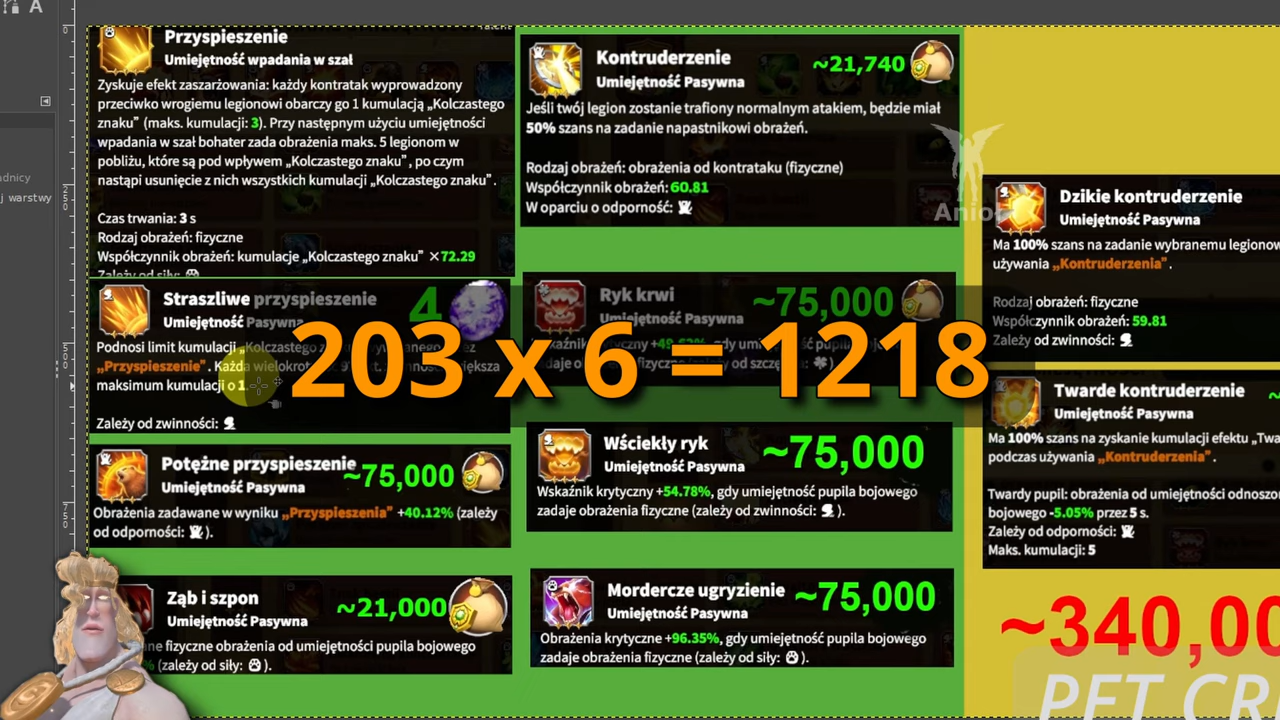 A
adnicy
j warstwy
Przyspieszenie
Umiejętność wpadania w szał
Zyskuje efekt zaszarżowania: każdy kontratak wyprowadzony
przeciwko wrogiemu legionowi obarczy go 1 kumulacją „Kolczastego
znaku” (maks. kumulacji: 3). Przy następnym użyciu umiejętności
wpadania w szał bohater zada obrażenia maks. 5 legionom w
pobliżu, które są pod wpływem „Kolczastego znaku”, po czym
nastąpi usunięcie z nich wszystkich kumulacji „Kolczastego znaku”.
Czas trwania: 3 s
Rodzaj obrażeń: fizyczne
Współczynnik obrażeń: kumulacje „Kolczastego znaku” ×72.29
Zależy od siły:
Straszliwe przyspieszenie
4
Umiejętność Pasywna
Podnosi limit kumulacji „Kolczastego
„Przyspieszenie”. Każda
maksimum kumulacji o 1.
Zależy od zwinności:
Potężne przyspieszenie
~75,000
Umiejętność Pasywna
Obrażenia zadawane w wyniku „Przyspieszenia” +40.12% (zależy
od odporności: ).
Ząb i szpon
~21,000
Umiejętność Pasywna
ne fizyczne obrażenia od umiejętności pupila bojowego
% (zależy od siły: ).
Kontruderzenie
~21,740
Umiejętność Pasywna
Jeśli twój legion zostanie trafiony normalnym atakiem, będzie miał
50% szans na zadanie napastnikowi obrażeń.
Rodzaj obrażeń: obrażenia od kontrataku (fizyczne)
Współczynnik obrażeń: 60.81
W oparciu o odporność:
Ryk krwi
~75,000
Umiejętność Pasywna
203 x 6 = 1218
Wściekły ryk
~75,000
Umiejętność Pasywna
Wskaźnik krytyczny +54.78%, gdy umiejętność pupila bojowego
zadaje obrażenia fizyczne (zależy od zwinności: ).
Mordercze ugryzienie
~75,000
Umiejętność Pasywna
Obrażenia krytyczne +96.35%, gdy umiejętność pupila bojowego
zadaje obrażenia fizyczne (zależy od siły: ).
Dzikie kontruderzenie
Umiejętność Pasywna
Ma 100% szans na zadanie wybranemu legionow
używania „Kontruderzenia”.
Rodzaj obrażeń: fizyczne
Współczynnik obrażeń: 59.81
Zależy od zwinności:
Twarde kontruderzenie
Umiejętność Pasywna
Ma 100% szans na zyskanie kumulacji efektu „Twa
podczas używania „Kontruderzenia”.
Twardy pupil: obrażenia od umiejętności odnoszo
bojowego -5.05% przez 5 s.
Zależy od odporności:
Maks. kumulacji: 5
~340,00
PET CR